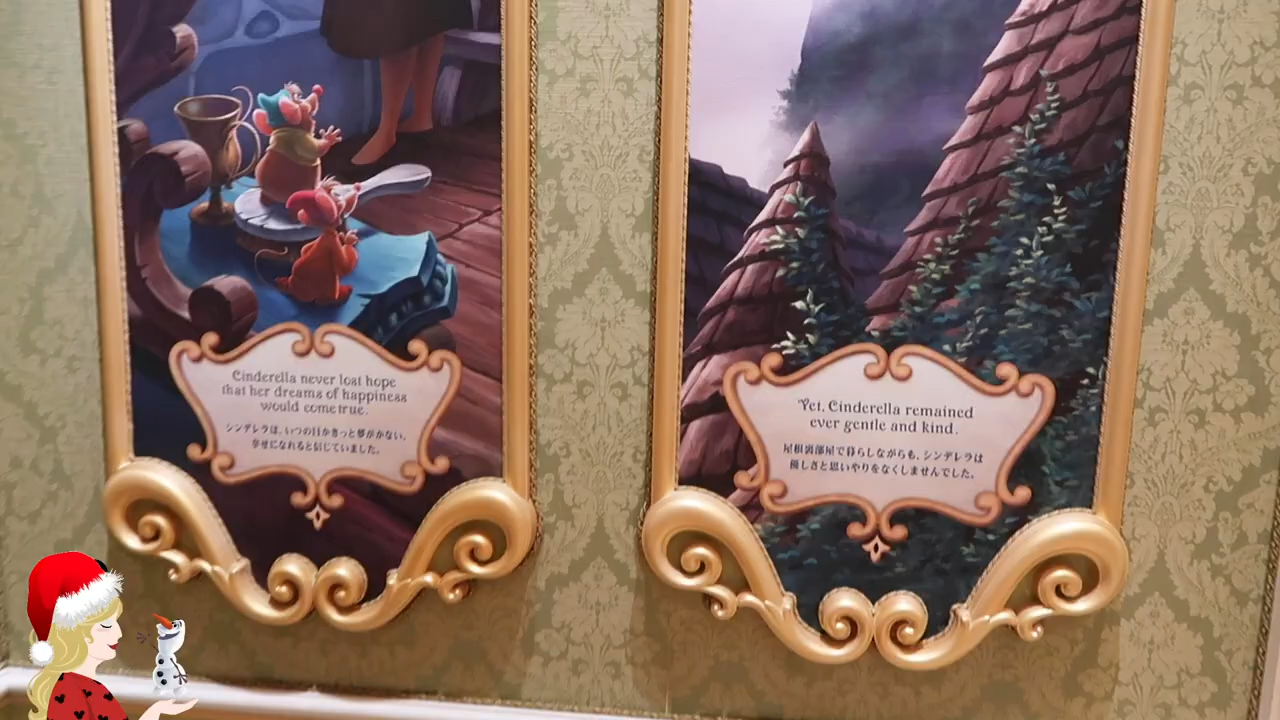 Cinderella never lost hope
that her dreams of happiness
would come true.
シンデレラは、いつの日かきっと夢がかない、
幸せになれると信じていました。
Yet, Cinderella remained
ever gentle and kind.
屋根裏部屋で暮らしながらも、シンデレラは
優しさと思いやりをなくしませんでした。